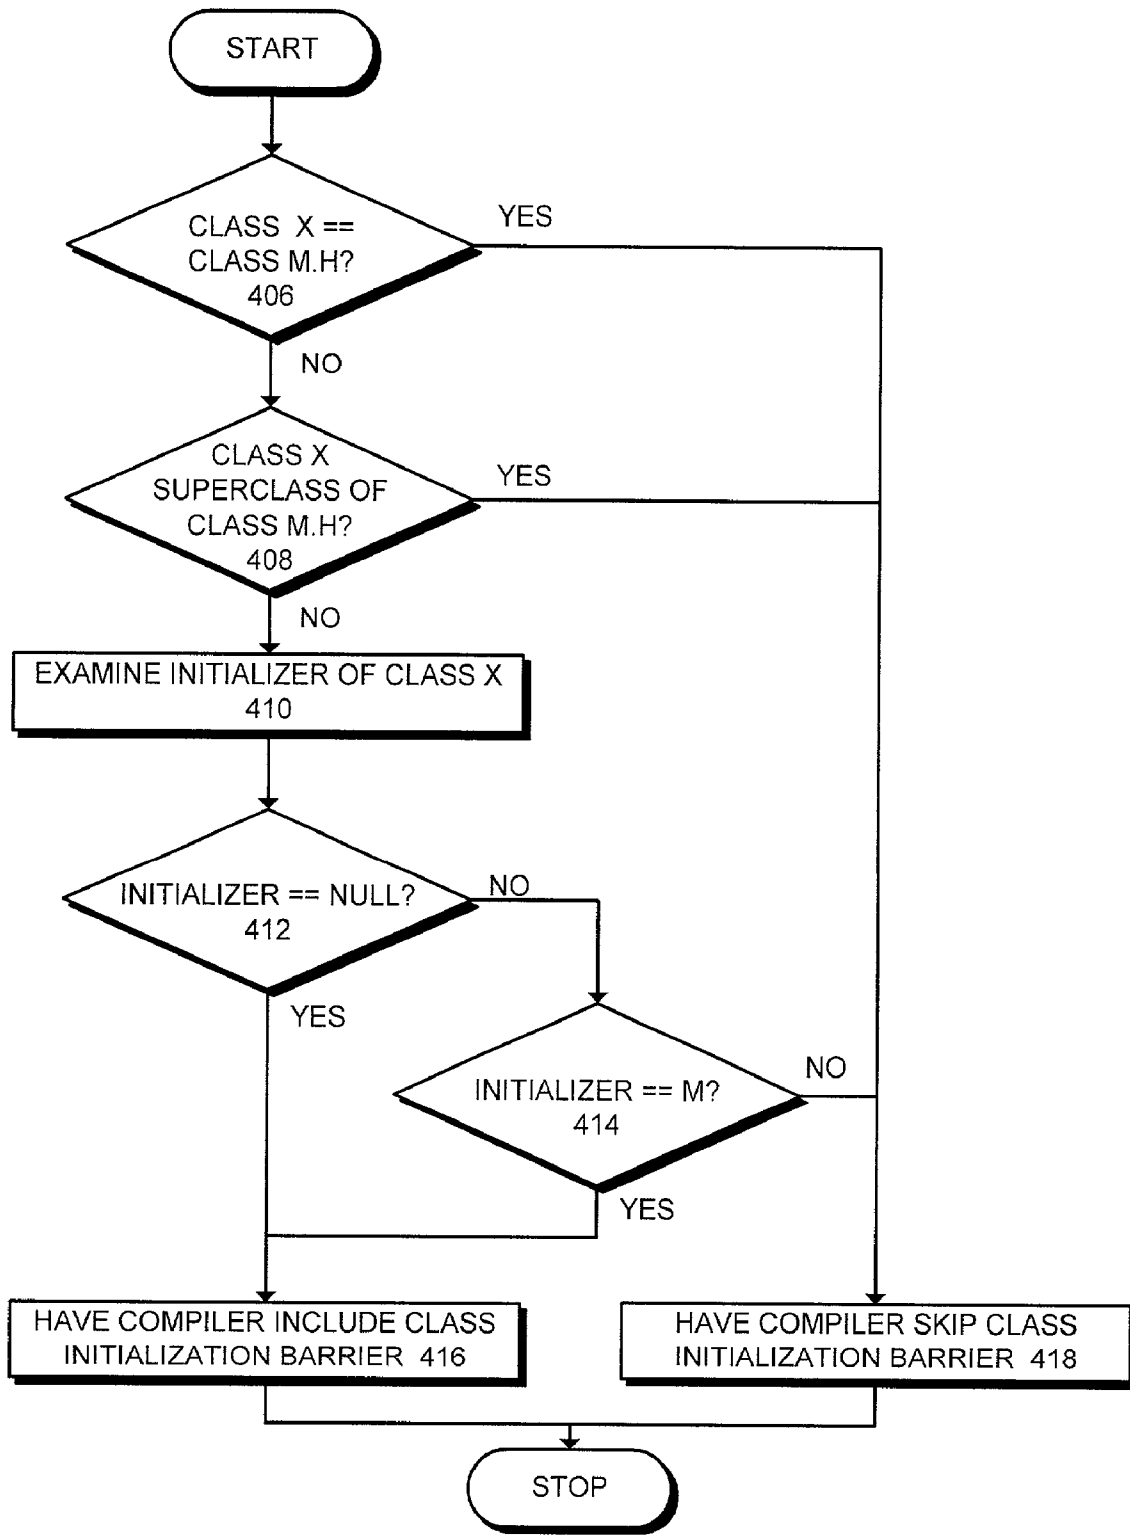 START
CLASS X ==
CLASS M.H?
406
YES
NO
CLASS X
SUPERCLASS OF
CLASS M.H?
408
YES
NO
EXAMINE INITIALIZER OF CLASS X
410
INITIALIZER == NULL?
412
NO
YES
INITIALIZER == M?
414
NO
YES
HAVE COMPILER INCLUDE CLASS
INITIALIZATION BARRIER 416
HAVE COMPILER SKIP CLASS
INITIALIZATION BARRIER 418
STOP